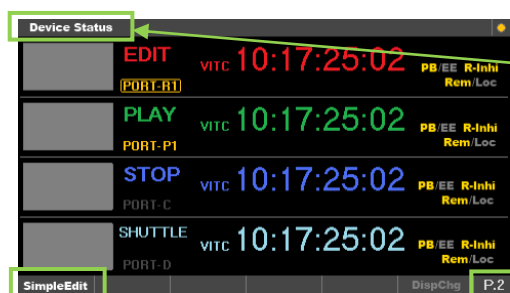 Device Status
EDIT VITC 10:17:25:02 PB/EE R-Inhi
PORT-R1 Rem/Loc
PLAY VITC 10:17:25:02 PB/EE R-Inhi
PORT-P1 Rem/Loc
STOP VITC 10:17:25:02 PB/EE R-Inhi
PORT-C Rem/Loc
SHUTTLE VITC 10:17:25:02 PB/EE R-Inhi
PORT-D Rem/Loc
SimpleEdit DispChg P.2